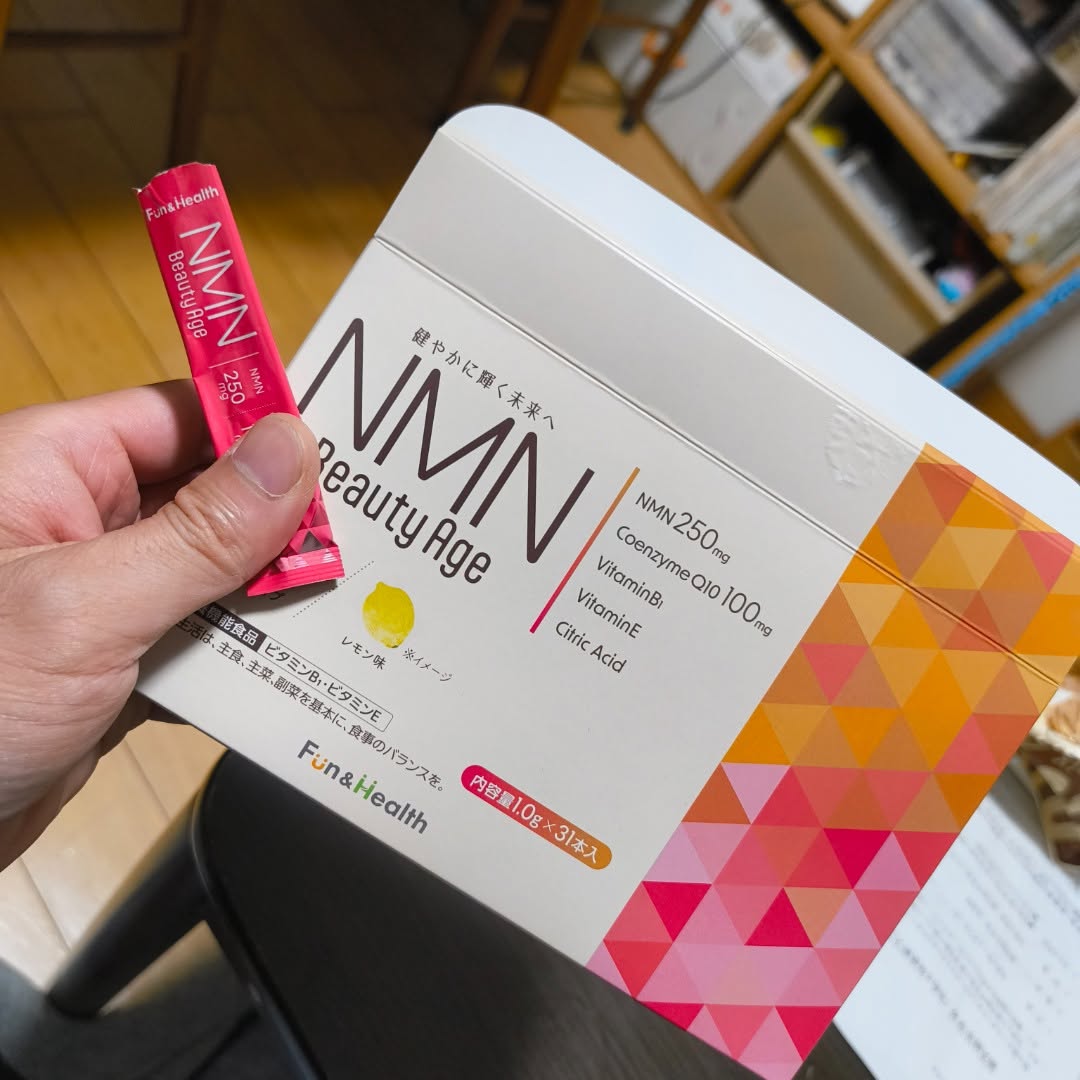 Fun&Health
NMN
Beauty Age
NMN
250mg
健やかに輝く未来へ
NMN
Beauty Age
NMN 250mg
Coenzyme Q10 100mg
VitaminB1
VitaminE
Citric Acid
レモン味
※イメージ
機能食品 ビタミンB1・ビタミンE
生活は、主食、主菜、副菜を基本に、食事のバランスを。
Fun&Health
内容量1.0g×31本入